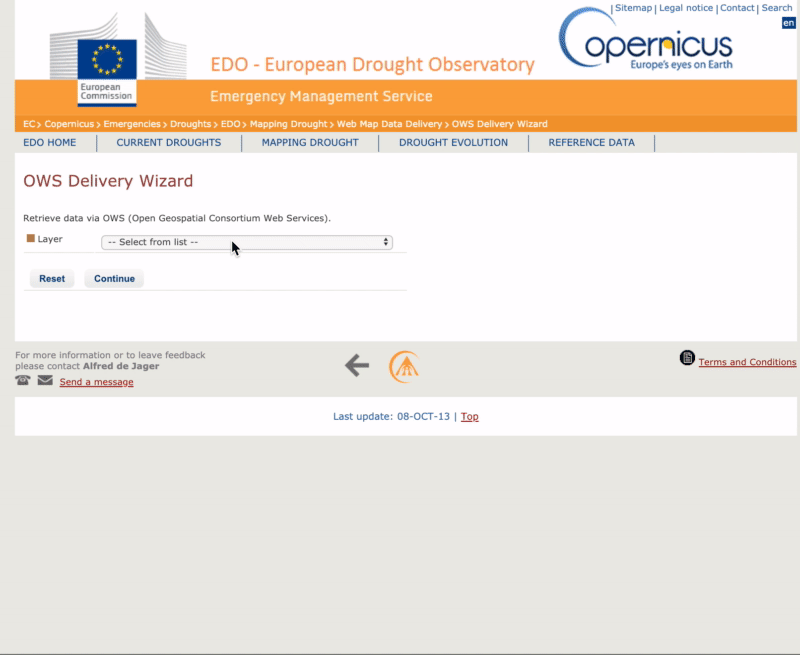 | Sitemap | Legal notice | Contact | Search
en
European
Commission
EDO - European Drought Observatory
opernicus
Europe's eyes on Earth
Emergency Management Service
EC > Copernicus > Emergencies > Droughts > EDO > Mapping Drought > Web Map Data Delivery > OWS Delivery Wizard
EDO HOME | CURRENT DROUGHTS | MAPPING DROUGHT | DROUGHT EVOLUTION | REFERENCE DATA |
OWS Delivery Wizard
Retrieve data via OWS (Open Geospatial Consortium Web Services).
Layer -- Select from list --
Reset Continue
For more information or to leave feedback
please contact Alfred de Jager
Send a message
Terms and Conditions
Last update: 08-OCT-13 | Top